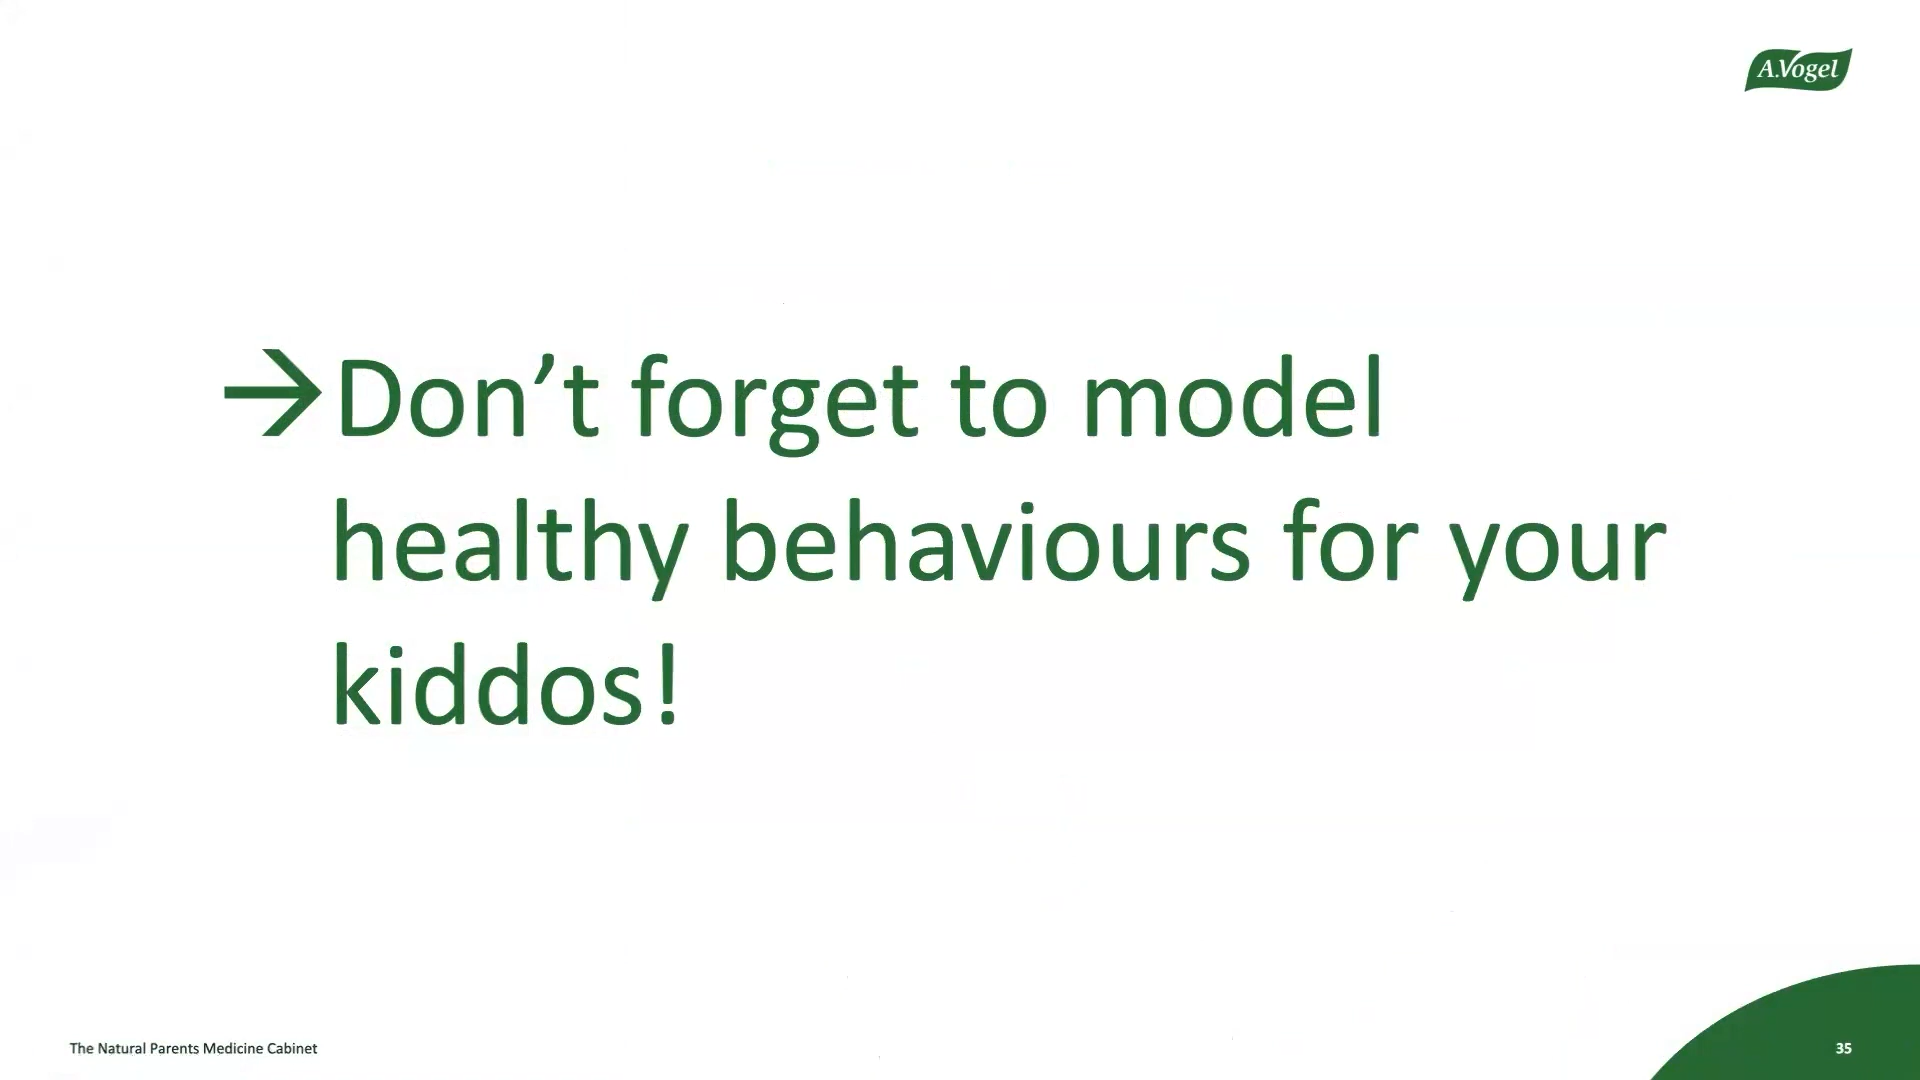 A.Vogel
→Don’t forget to model
healthy behaviours for your
kiddos!
The Natural Parents Medicine Cabinet
35